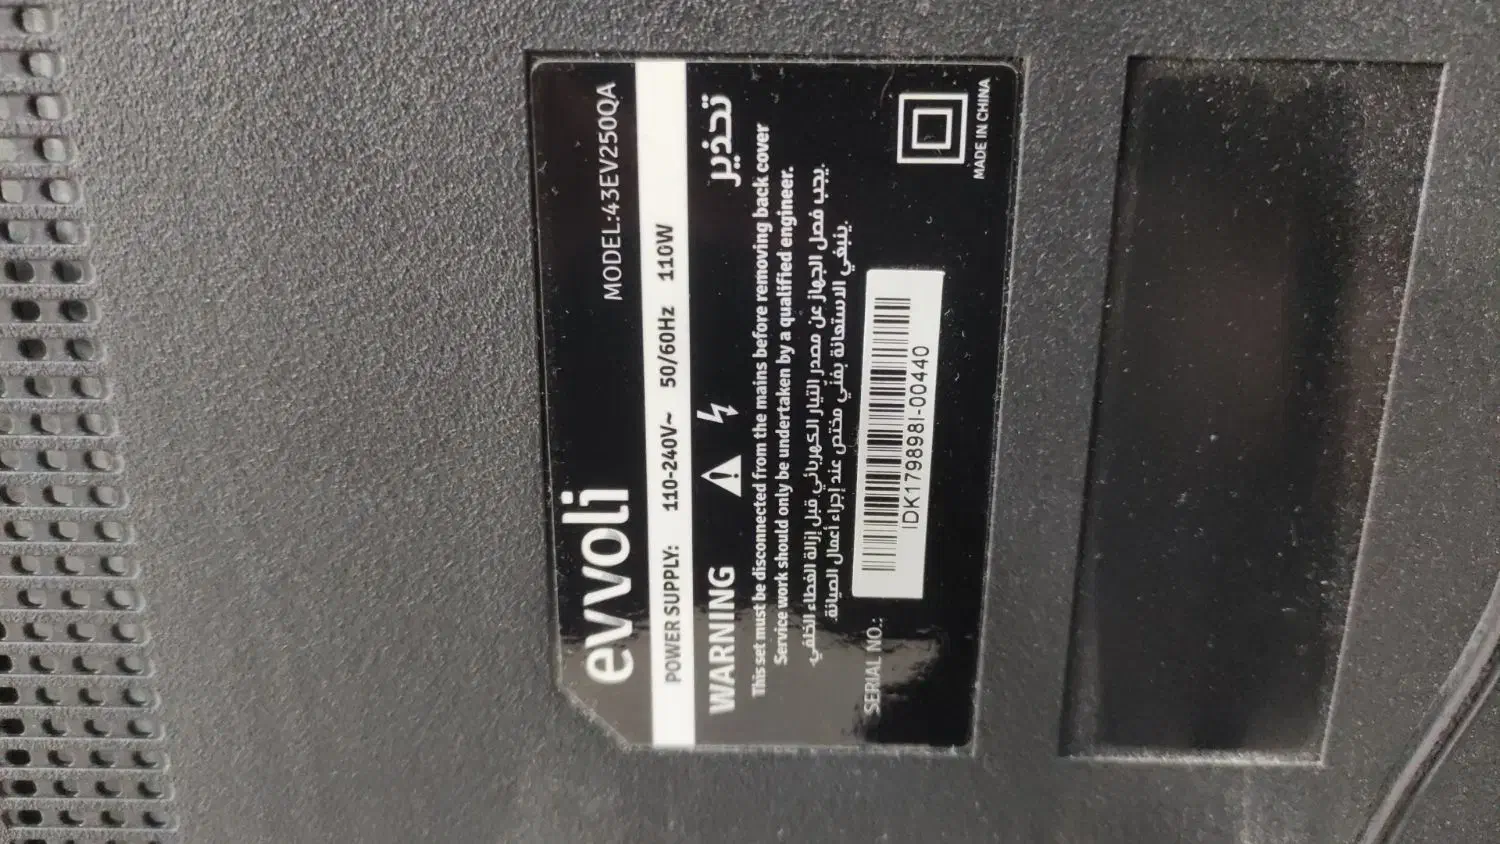 evvoli
MODEL:43EV250QA
POWER SUPPLY: 110-240V~ 50/60Hz 110W
WARNING تحذير
This set must be disconnected from the mains before removing back cover
Service work should only be undertaken by a qualified engineer.
يجب فصل الجهاز عن مصدر التيار الكهربائي قبل إزالة الغطاء الخلفي.
ينبغي الاستعانة بفني مختص عند إجراء أعمال الصيانة.
SERIAL NO.:
IDK179898I-00440
MADE IN CHINA